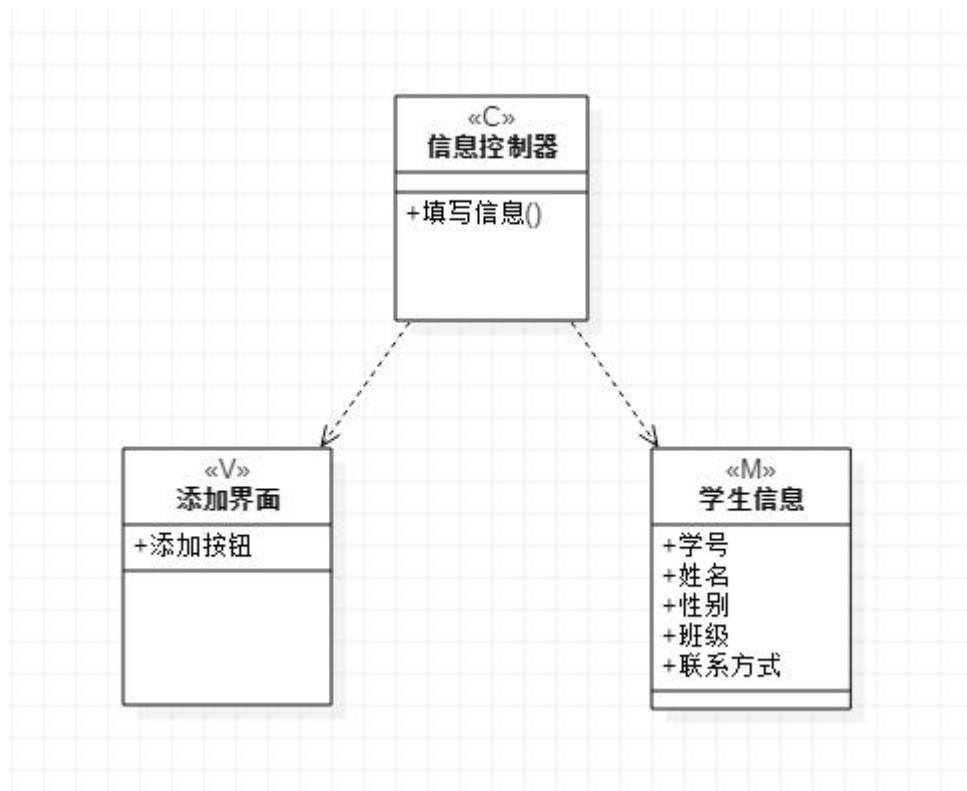 «C»
信息控制器
+填写信息()
«V»
添加界面
+添加按钮
«M»
学生信息
+学号
+姓名
+性别
+班级
+联系方式